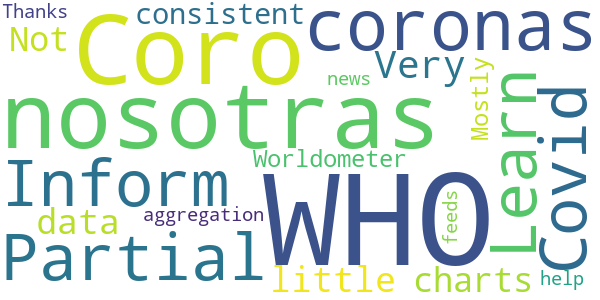 Thanks
consistent
coronas
Not
Coro
Very
news
Mostly
nosotras
Learn
Covid
Worldometer
Inform
WHO
data
aggregation
feeds
Partial
little
charts
help